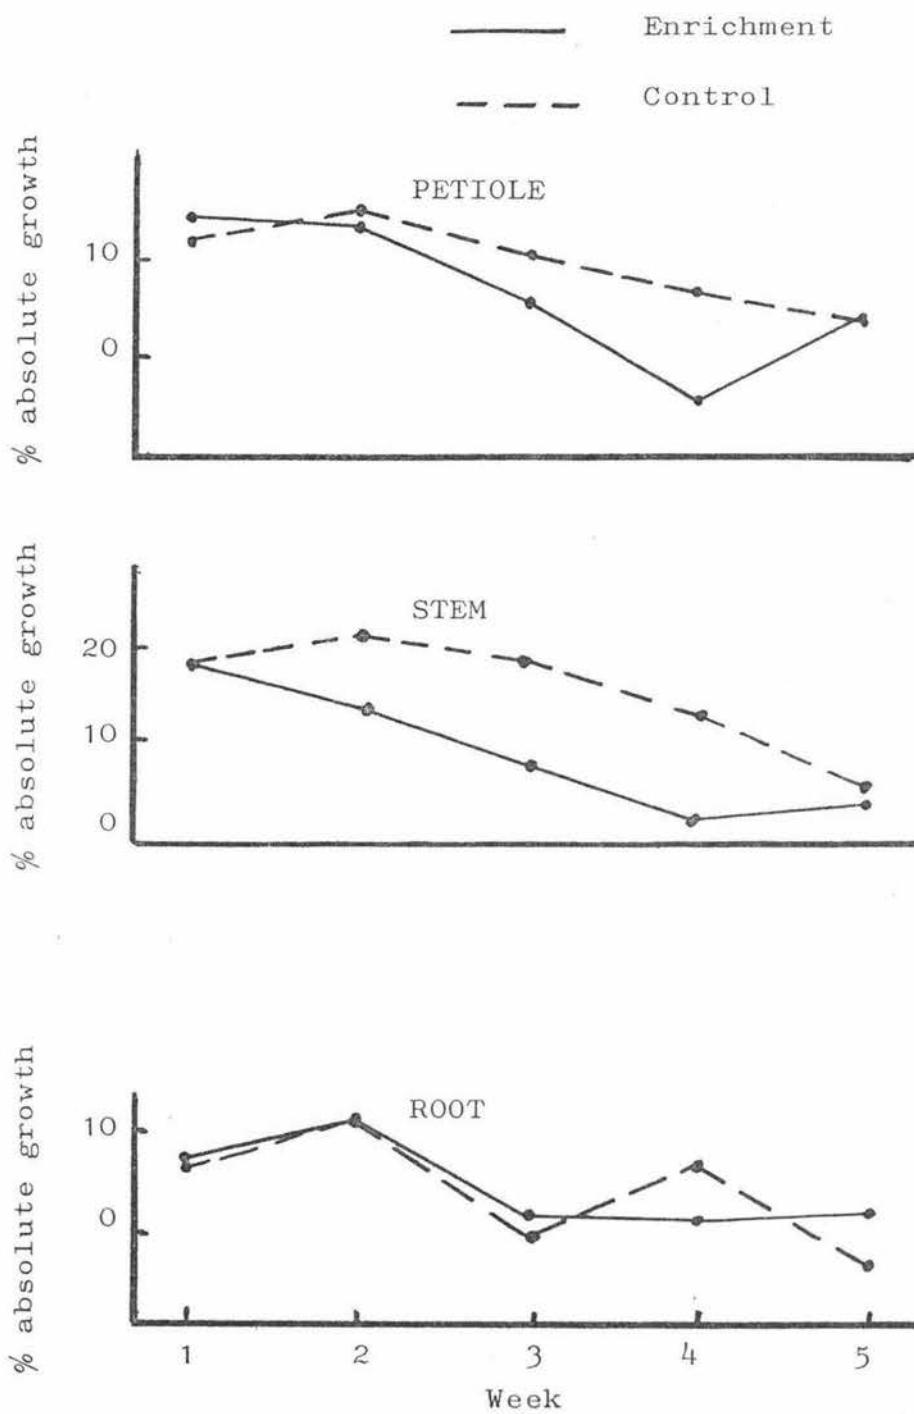 Enrichment
Control
% absolute growth
PETIOLE
10
0
% absolute growth
STEM
20
10
0
% absolute growth
ROOT
10
0
1 2 3 4 5
Week